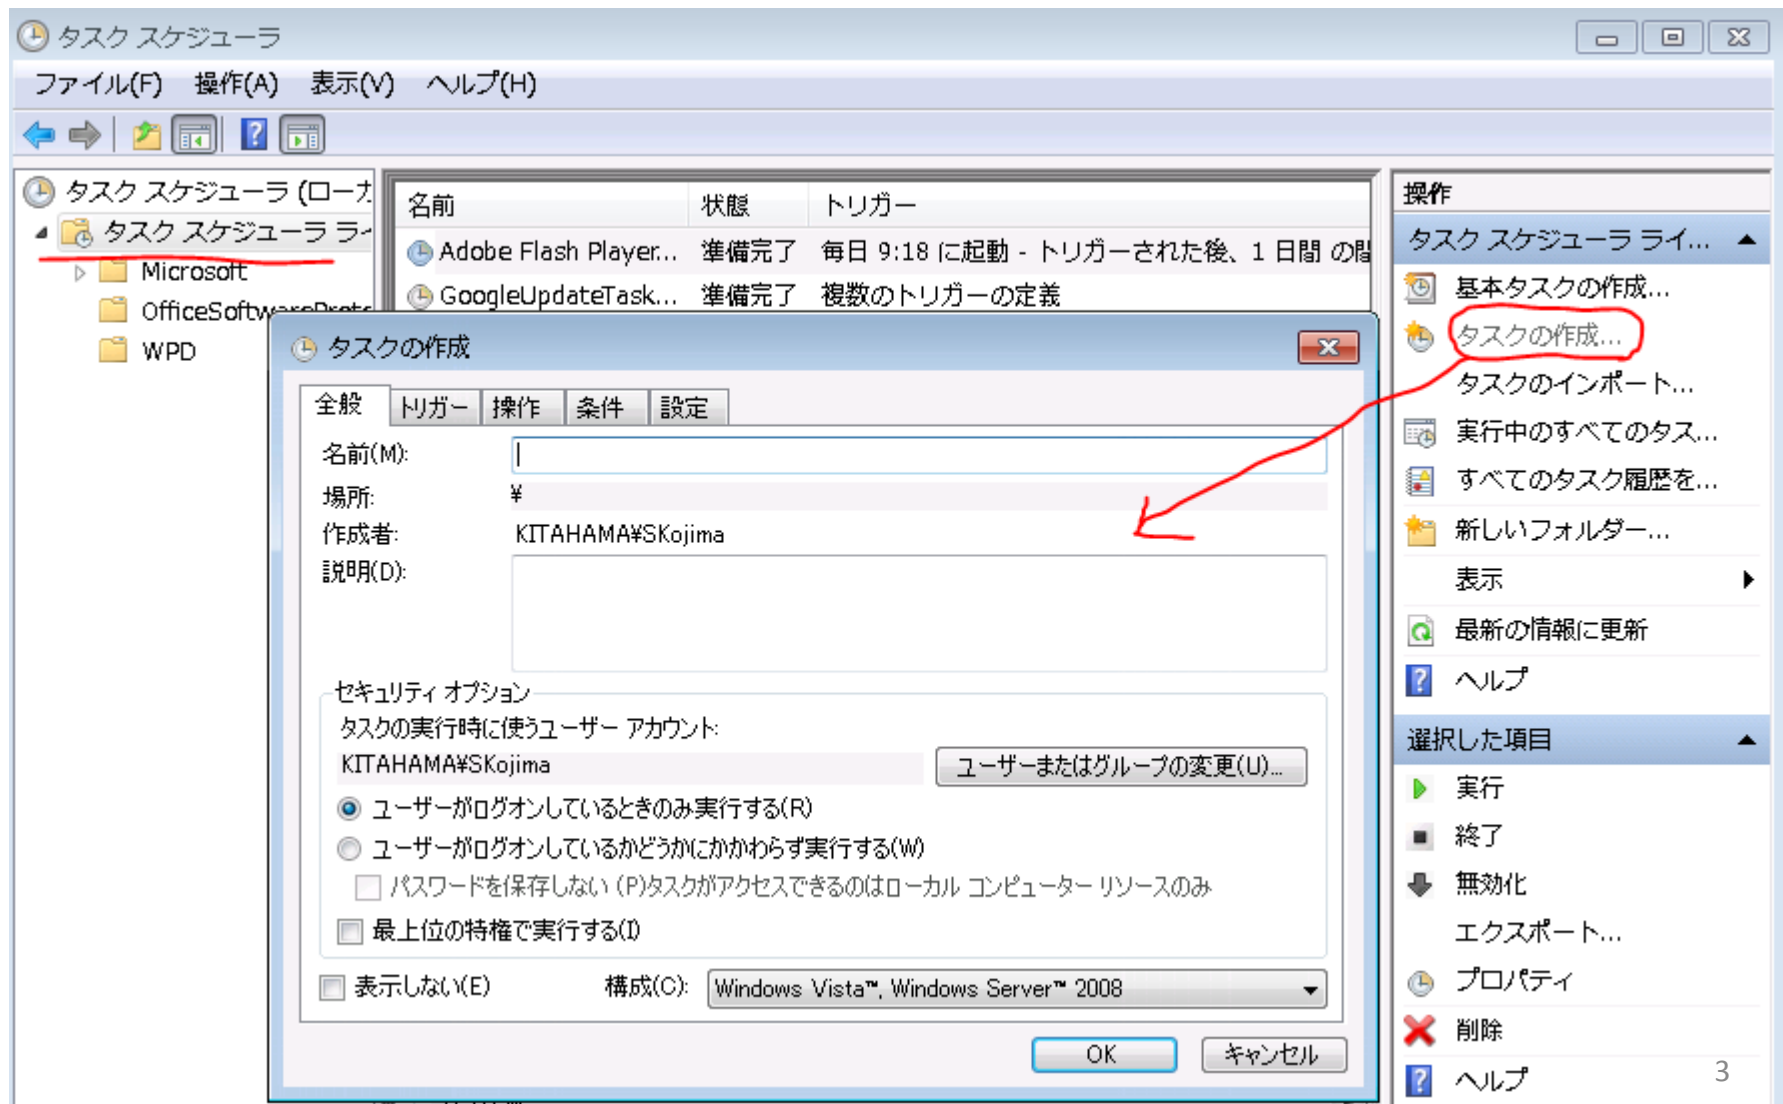 タスク スケジューラ
ファイル(F) 操作(A) 表示(V) ヘルプ(H)
タスク スケジューラ (ローカ
タスク スケジューラ ライ
Microsoft
OfficeSoftwareProte
WPD
名前 状態 トリガー
Adobe Flash Player... 準備完了 毎日 9:18 に起動 - トリガーされた後、1 日間 の間
GoogleUpdateTask... 準備完了 複数のトリガーの定義
タスクの作成
全般 トリガー 操作 条件 設定
名前(M):
場所: ¥
作成者: KITAHAMA¥SKojima
説明(D):
セキュリティ オプション
タスクの実行時に使うユーザー アカウント:
KITAHAMA¥SKojima ユーザーまたはグループの変更(U)...
ユーザーがログオンしているときのみ実行する(R)
ユーザーがログオンしているかどうかにかかわらず実行する(W)
パスワードを保存しない (P)タスクがアクセスできるのはローカル コンピューター リソースのみ
最上位の特権で実行する(I)
表示しない(E) 構成(C): Windows Vista™, Windows Server™ 2008
OK キャンセル
操作
タスク スケジューラ ライ...
基本タスクの作成...
タスクの作成...
タスクのインポート...
実行中のすべてのタス...
すべてのタスク履歴を...
新しいフォルダー...
表示
最新の情報に更新
ヘルプ
選択した項目
実行
終了
無効化
エクスポート...
プロパティ
削除
ヘルプ
3